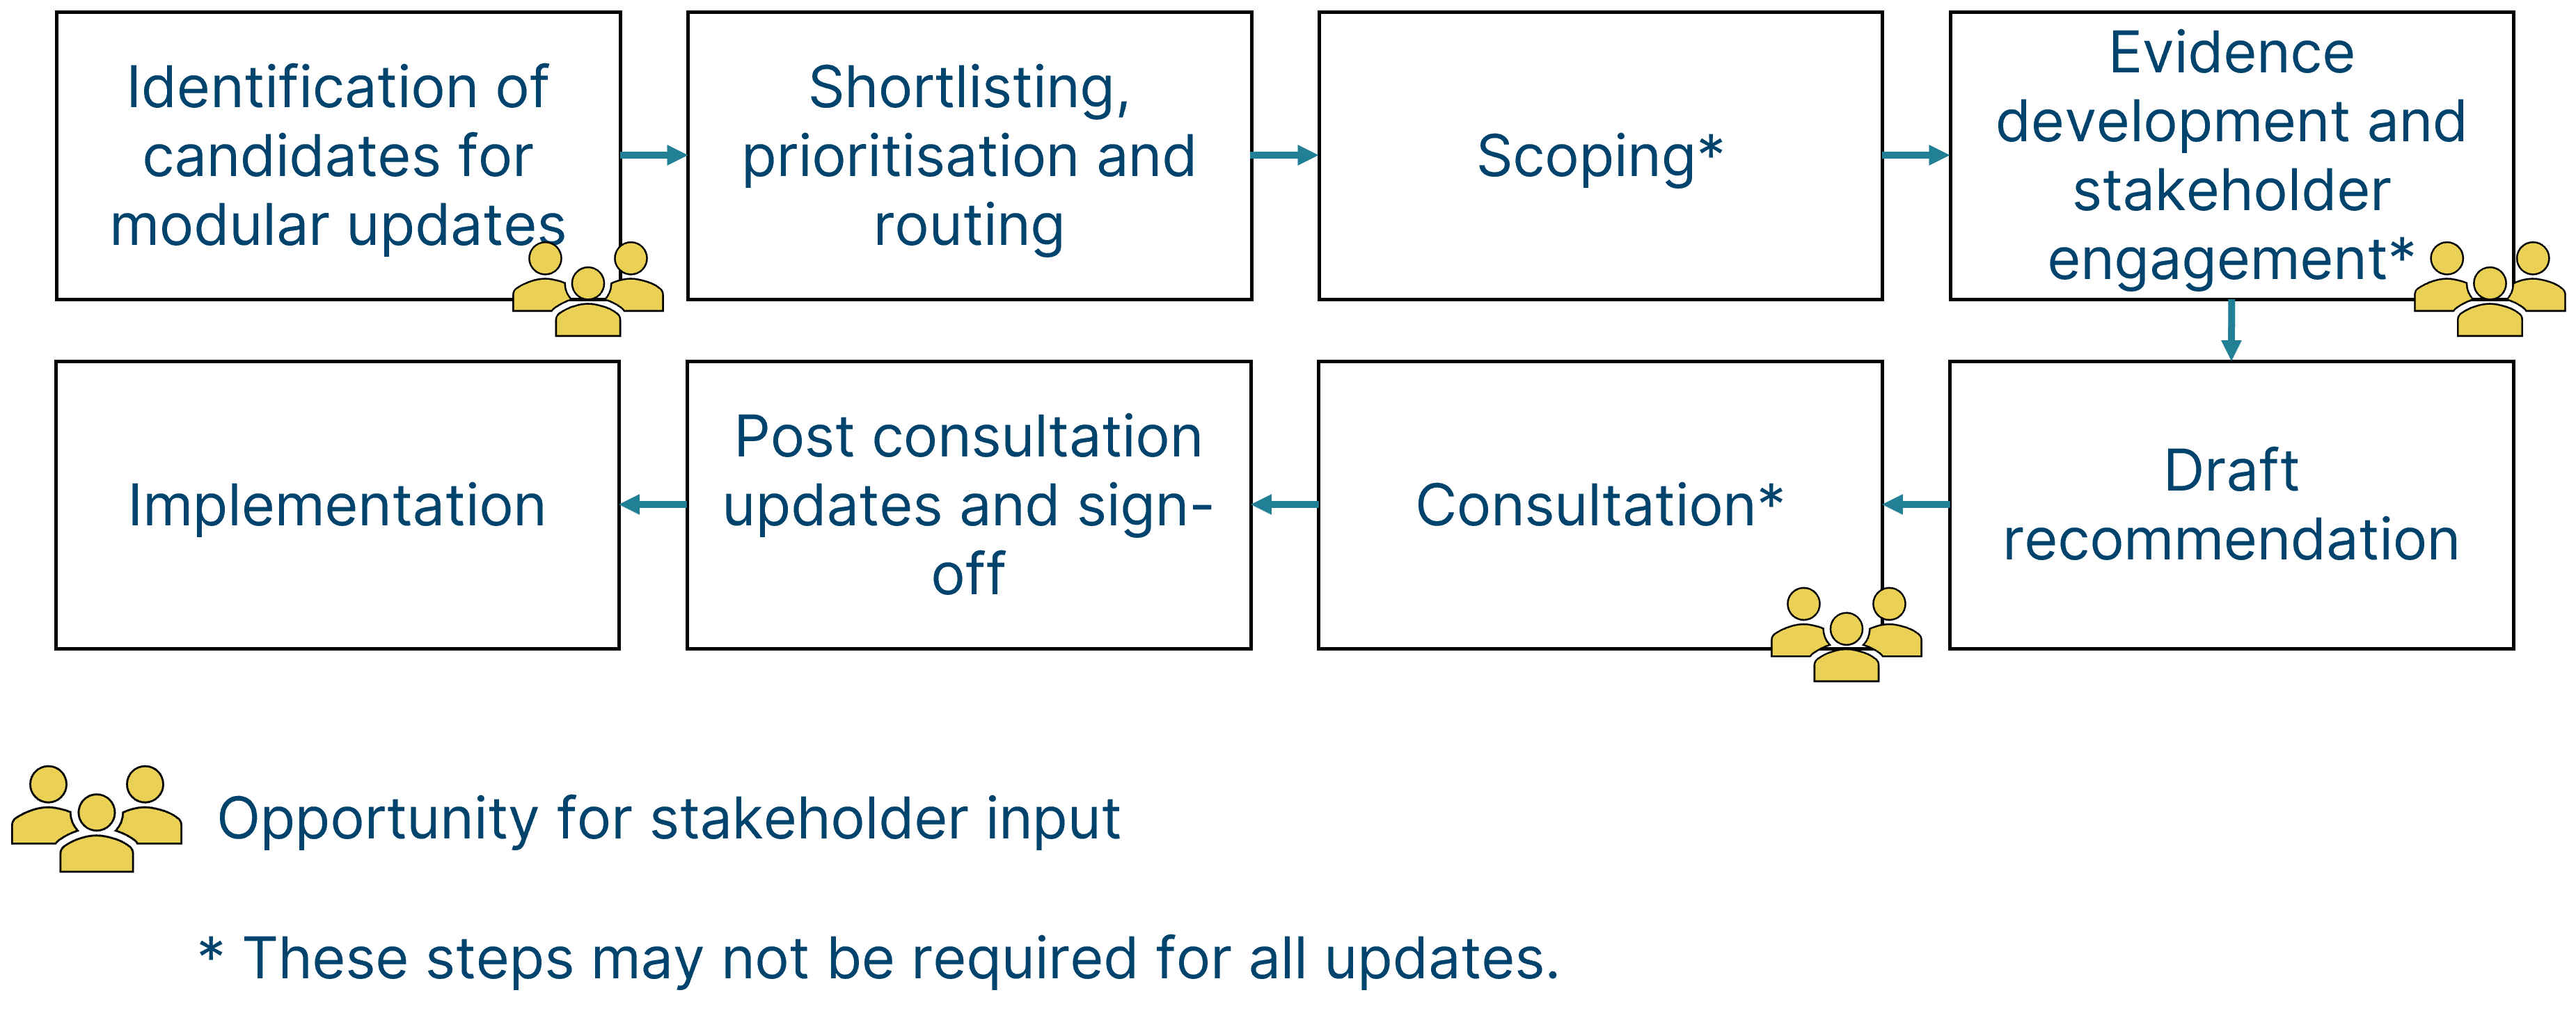 Identification of
candidates for
modular updates
Shortlisting,
prioritisation and
routing
Scoping*
Evidence
development and
stakeholder
engagement*
Implementation
Post consultation
updates and sign-
off
Consultation*
Draft
recommendation
Opportunity for stakeholder input
* These steps may not be required for all updates.